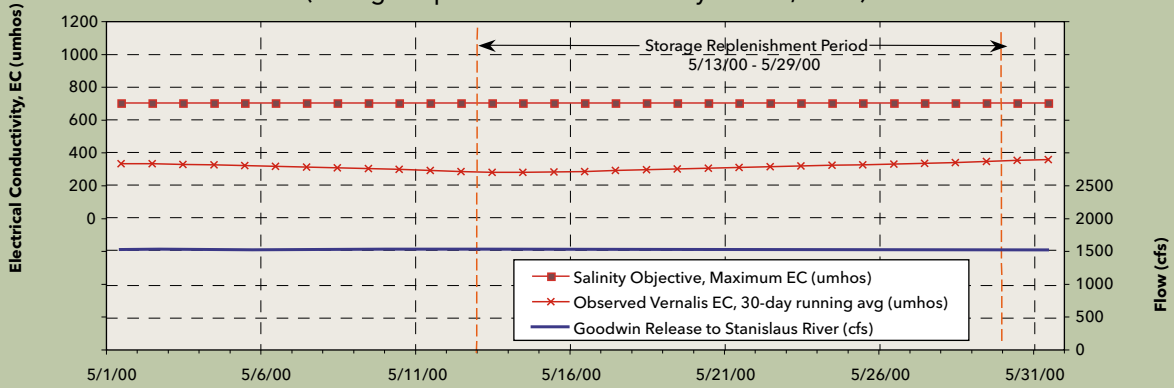 1200
1000
800
600
400
200
0
Electrical Conductivity, EC (umhos)
Storage Replenishment Period
5/13/00 - 5/29/00
2500
2000
1500
1000
500
0
Flow (cfs)
Salinity Objective, Maximum EC (umhos)
Observed Vernalis EC, 30-day running avg (umhos)
Goodwin Release to Stanislaus River (cfs)
5/1/00 5/6/00 5/11/00 5/16/00 5/21/00 5/26/00 5/31/00